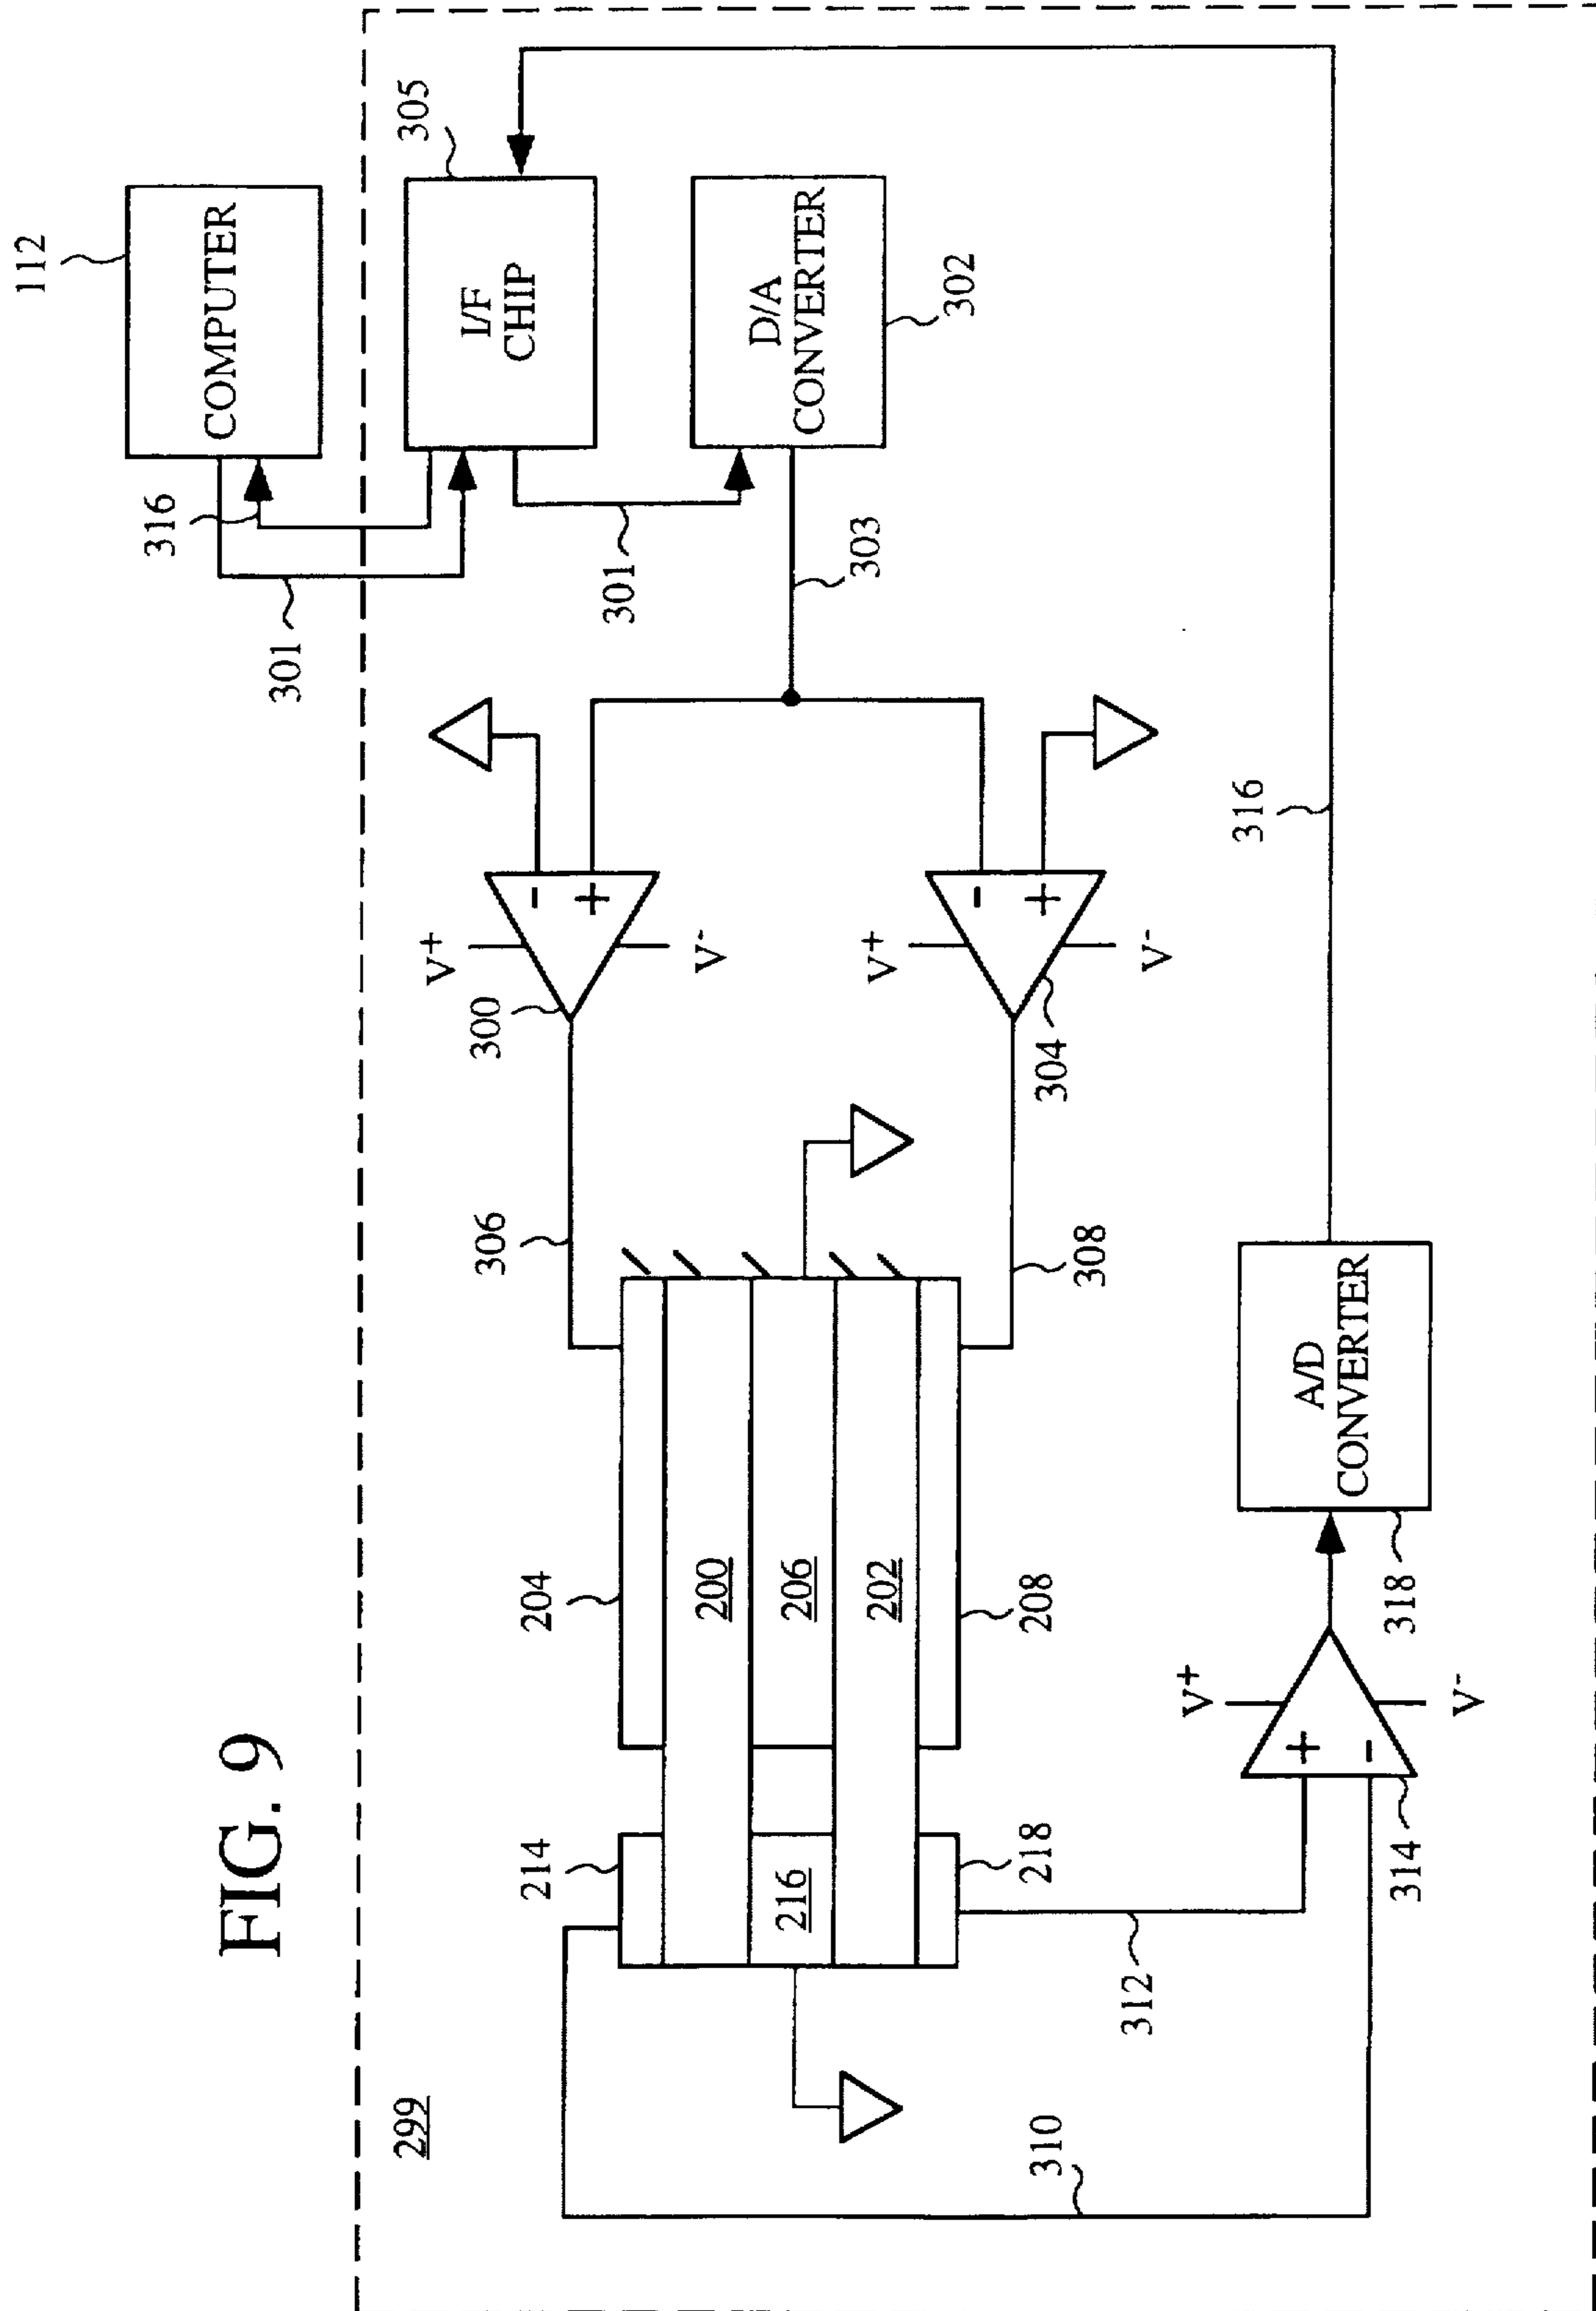 FIG. 9
299
112
COMPUTER
316
301
305
I/F
CHIP
301
D/A
CONVERTER
302
303
V+
-
+
V-
300
V+
-
+
V-
304
306
308
204
200
206
202
208
214
216
218
310
312
V+
+
-
V-
314
A/D
CONVERTER
318
316